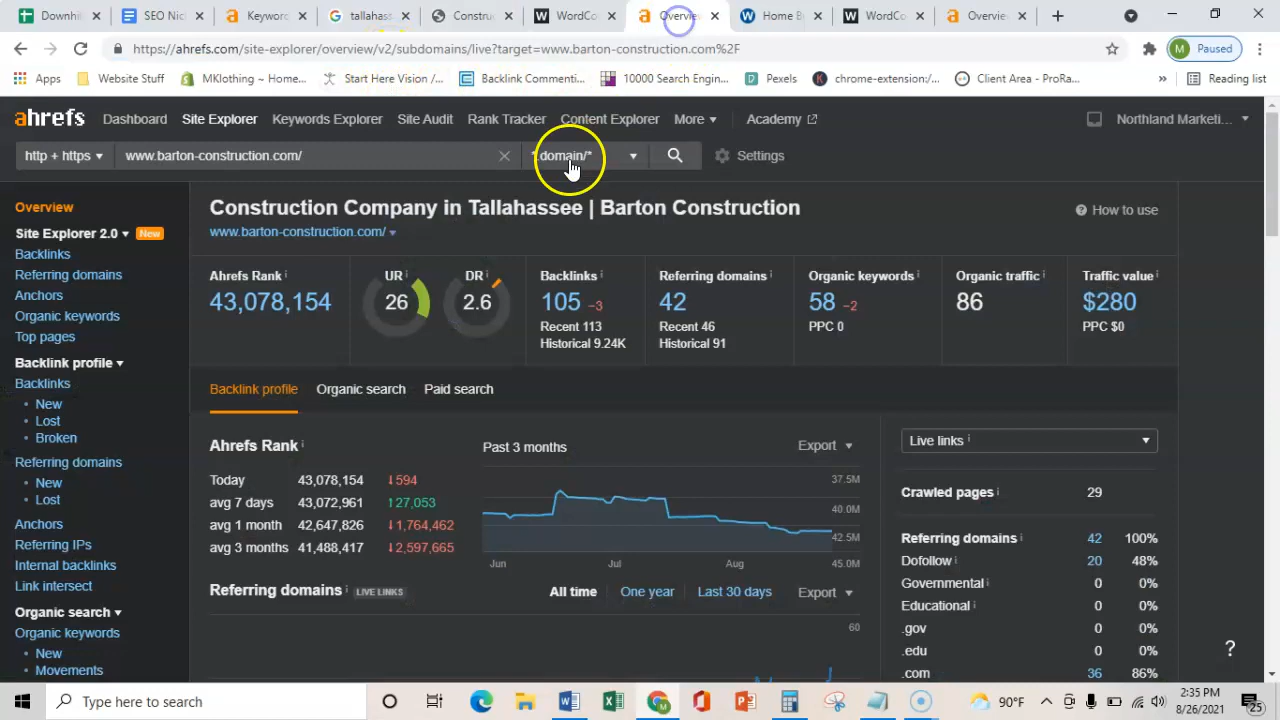 Downhi
SEO Nicl
Keyword
tallahass
Constru
WordCo
Overvie
Home B
WordCo
Overvie
https://ahrefs.com/site-explorer/overview/v2/subdomains/live?target=www.barton-construction.com%2F
M Paused
Apps
Website Stuff
MKlothing ~ Home...
Start Here Vision /...
Backlink Commenti...
10000 Search Engin...
Pexels
chrome-extension:/...
Client Area - ProRa...
»
Reading list
ahrefs
Dashboard
Site Explorer
Keywords Explorer
Site Audit
Rank Tracker
Content Explorer
More
Academy
Northland Marketi...
http + https
www.barton-construction.com/
*.domain/*
Settings
Overview
Site Explorer 2.0 New
Backlinks
Referring domains
Anchors
Organic keywords
Top pages
Backlink profile
Backlinks
New
Lost
Broken
Referring domains
New
Lost
Anchors
Referring IPs
Internal backlinks
Link intersect
Organic search
Organic keywords
New
Movements
Construction Company in Tallahassee | Barton Construction
www.barton-construction.com/
How to use
Ahrefs Rank
43,078,154
UR
26
DR
2.6
Backlinks
105 -3
Recent 113
Historical 9.24K
Referring domains
42
Recent 46
Historical 91
Organic keywords
58 -2
PPC 0
Organic traffic
86
Traffic value
$280
PPC $0
Backlink profile
Organic search
Paid search
Ahrefs Rank
Today 43,078,154 ↓594
avg 7 days 43,072,961 ↑27,053
avg 1 month 42,647,826 ↓1,764,462
avg 3 months 41,488,417 ↓2,597,665
Past 3 months
Export
37.5M
40.0M
42.5M
45.0M
Jun Jul Aug
Referring domains LIVE LINKS
All time
One year
Last 30 days
Export
60
Live links
Crawled pages 29
Referring domains 42 100%
Dofollow 20 48%
Governmental 0 0%
Educational 0 0%
.gov 0 0%
.edu 0 0%
.com 36 86%
?
Type here to search
90°F
2:35 PM
8/26/2021
25